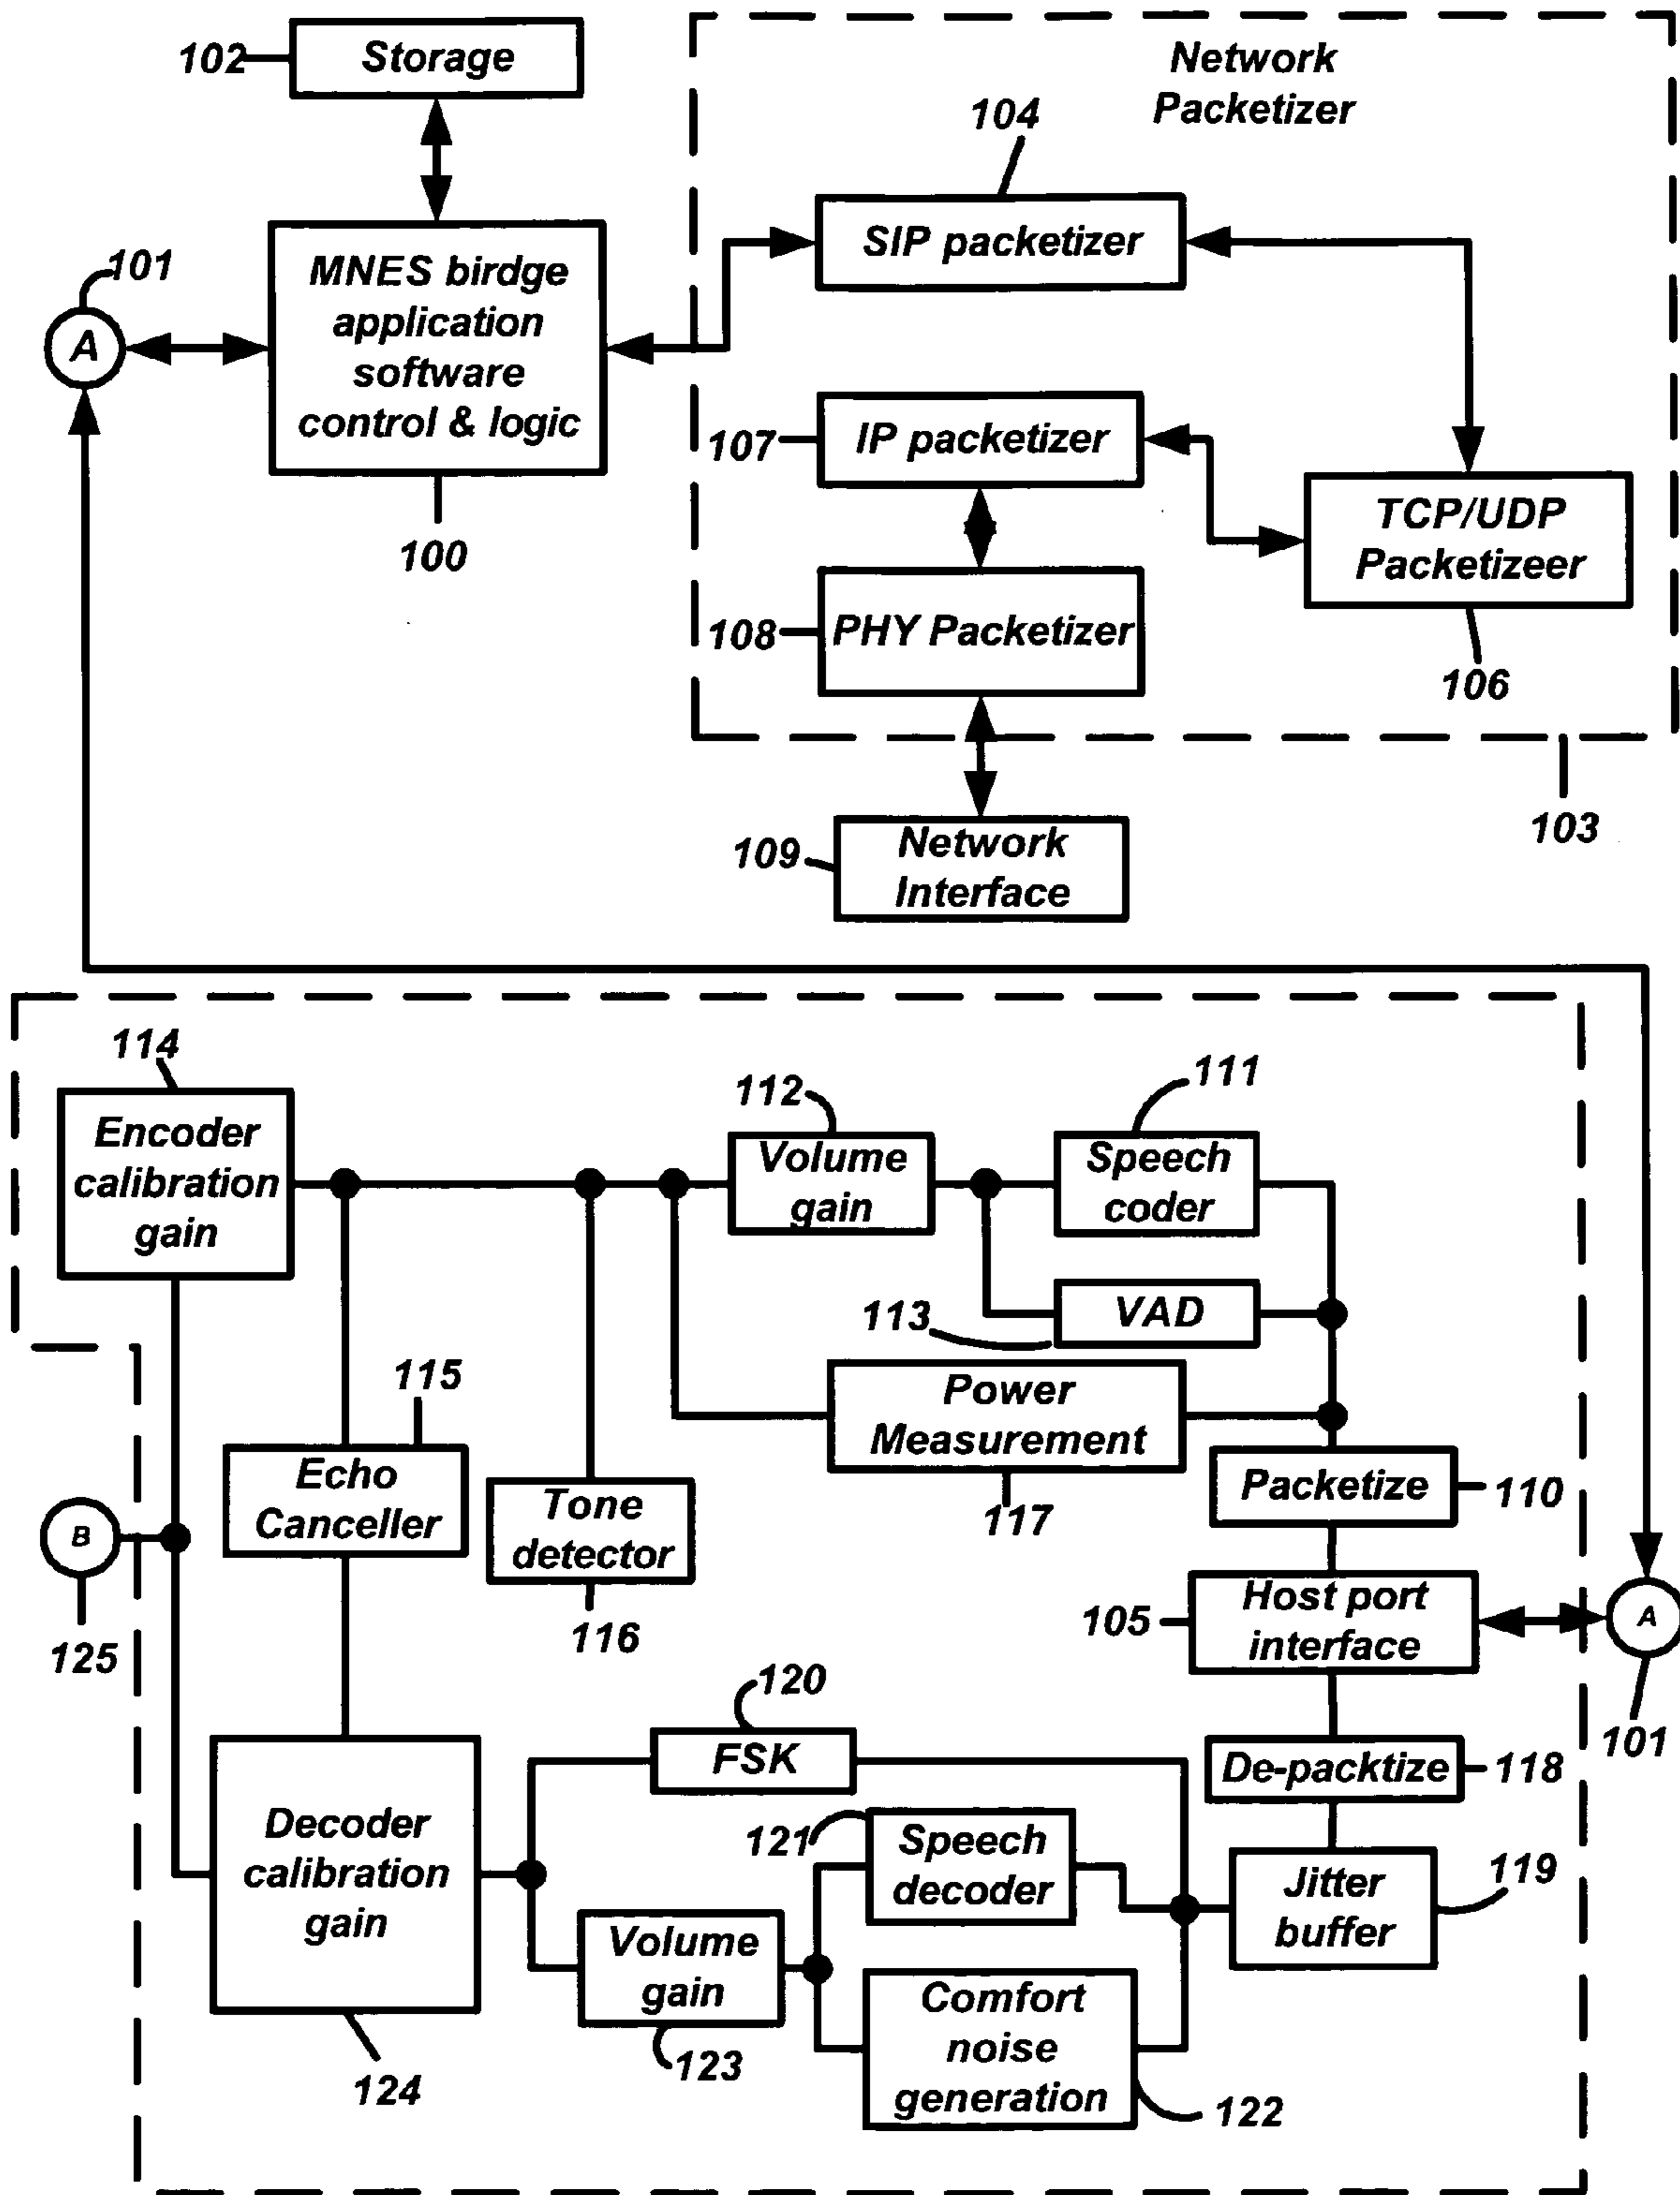 102
Storage
Network
Packetizer
104
SIP packetizer
101
A
MNES birdge
application
software
control & logic
100
107
IP packetizer
TCP/UDP
Packetizeer
106
108
PHY Packetizer
103
109
Network
Interface
114
Encoder
calibration
gain
112
Volume
gain
111
Speech
coder
113
VAD
115
Echo
Canceller
Power
Measurement
117
Tone
detector
116
Packetize
110
B
125
105
Host port
interface
A
101
120
FSK
De-packtize
118
Decoder
calibration
gain
124
121
Speech
decoder
Jitter
buffer
119
Volume
gain
123
Comfort
noise
generation
122